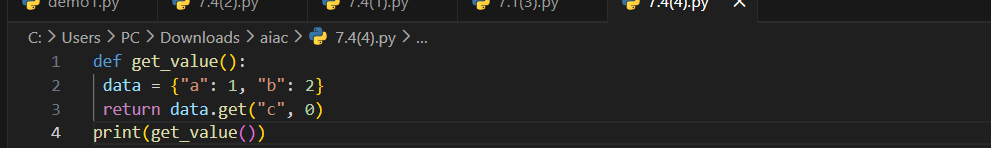 demo1.py 7.4(2).py 7.4(1).py 7.1(3).py 7.4(4).py
C: > Users > PC > Downloads > aiac > 7.4(4).py > ...
1 def get_value():
2 data = {"a": 1, "b": 2}
3 return data.get("c", 0)
4 print(get_value())